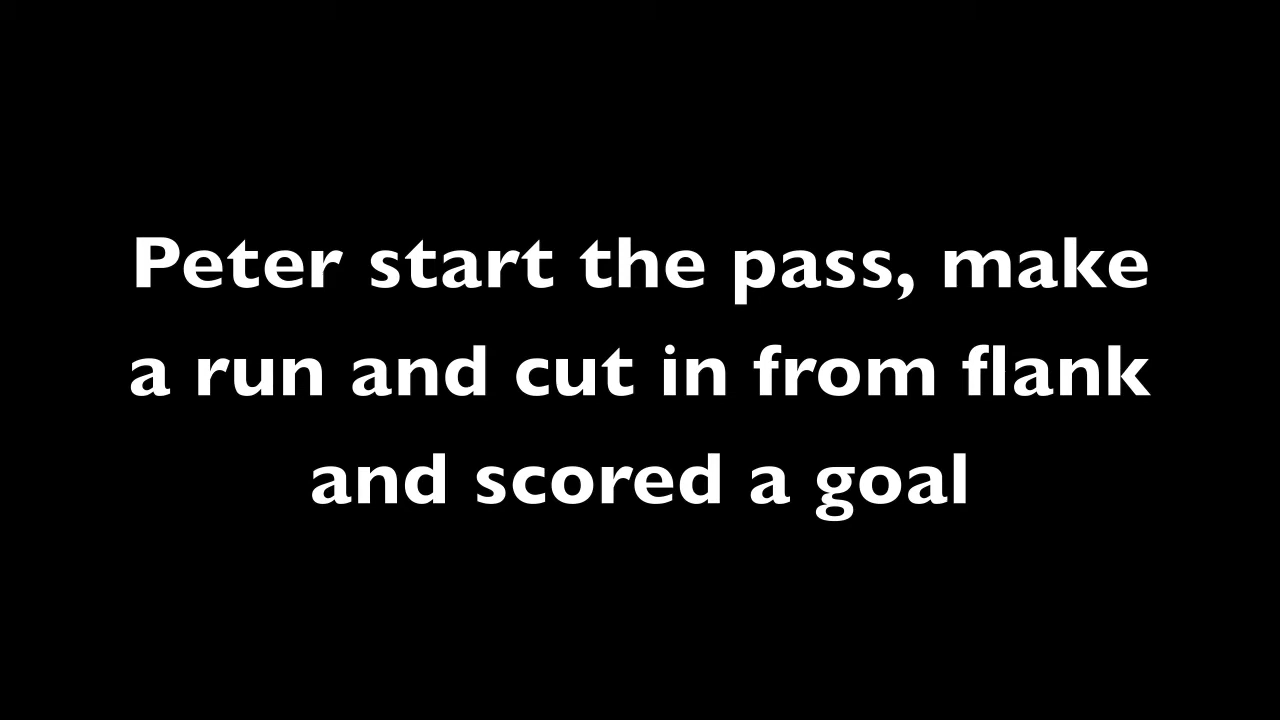 Peter start the pass, make
a run and cut in from flank
and scored a goal